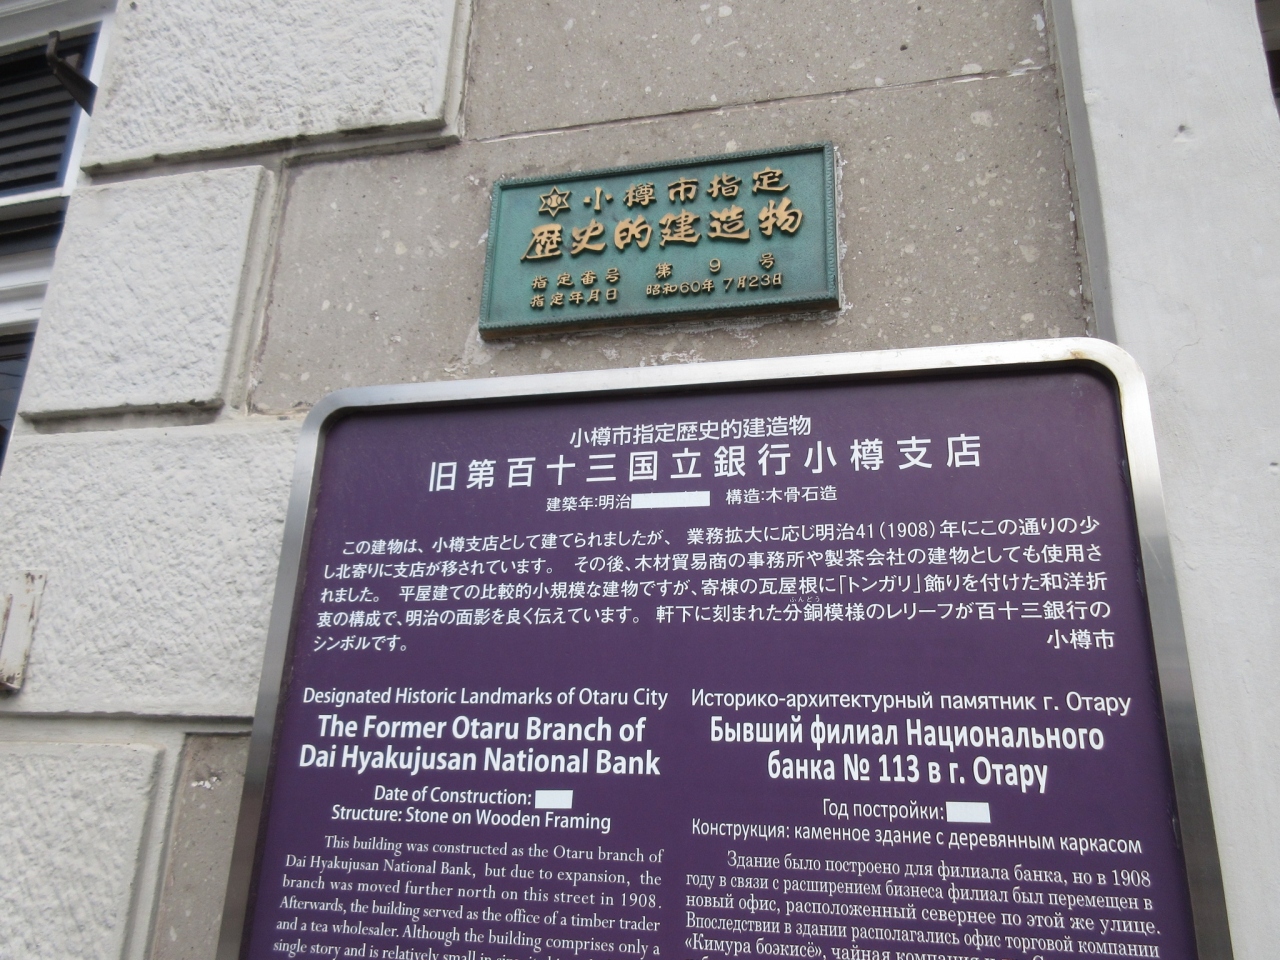 小樽市指定
歴史的建造物
指定番号 第9号
指定年月日 昭和60年7月23日
小樽市指定歴史的建造物
旧第百十三国立銀行小樽支店
建築年:明治 構造:木骨石造
この建物は、小樽支店として建てられましたが、業務拡大に応じ明治41(1908)年にこの通りの少
し北寄りに支店が移されています。 その後、木材貿易商の事務所や製茶会社の建物としても使用さ
れました。 平屋建ての比較的小規模な建物ですが、寄棟の瓦屋根に「トンガリ」飾りを付けた和洋折
衷の構成で、明治の面影を良く伝えています。 軒下に刻まれた分銅模様のレリーフが百十三銀行の
ふんどう
シンボルです。
小樽市
Designated Historic Landmarks of Otaru City
The Former Otaru Branch of
Dai Hyakujusan National Bank
Date of Construction:
Structure: Stone on Wooden Framing
This building was constructed as the Otaru branch of
Dai Hyakujusan National Bank, but due to expansion, the
branch was moved further north on this street in 1908.
Afterwards, the building served as the office of a timber trader
and a tea wholesaler. Although the building comprises only a
single story and is relatively small in
Историко-архитектурный памятник г. Отару
Бывший филиал Национального
банка № 113 в г. Отару
Год постройки:
Конструкция: каменное здание с деревянным каркасом
Здание было построено для филиала банка, но в 1908
году в связи с расширением бизнеса филиал был перемещен в
новый офис, расположенный севернее по этой же улице.
Впоследствии в здании располагались офис торговой компании
«Кимура боэкисё», чайная компания